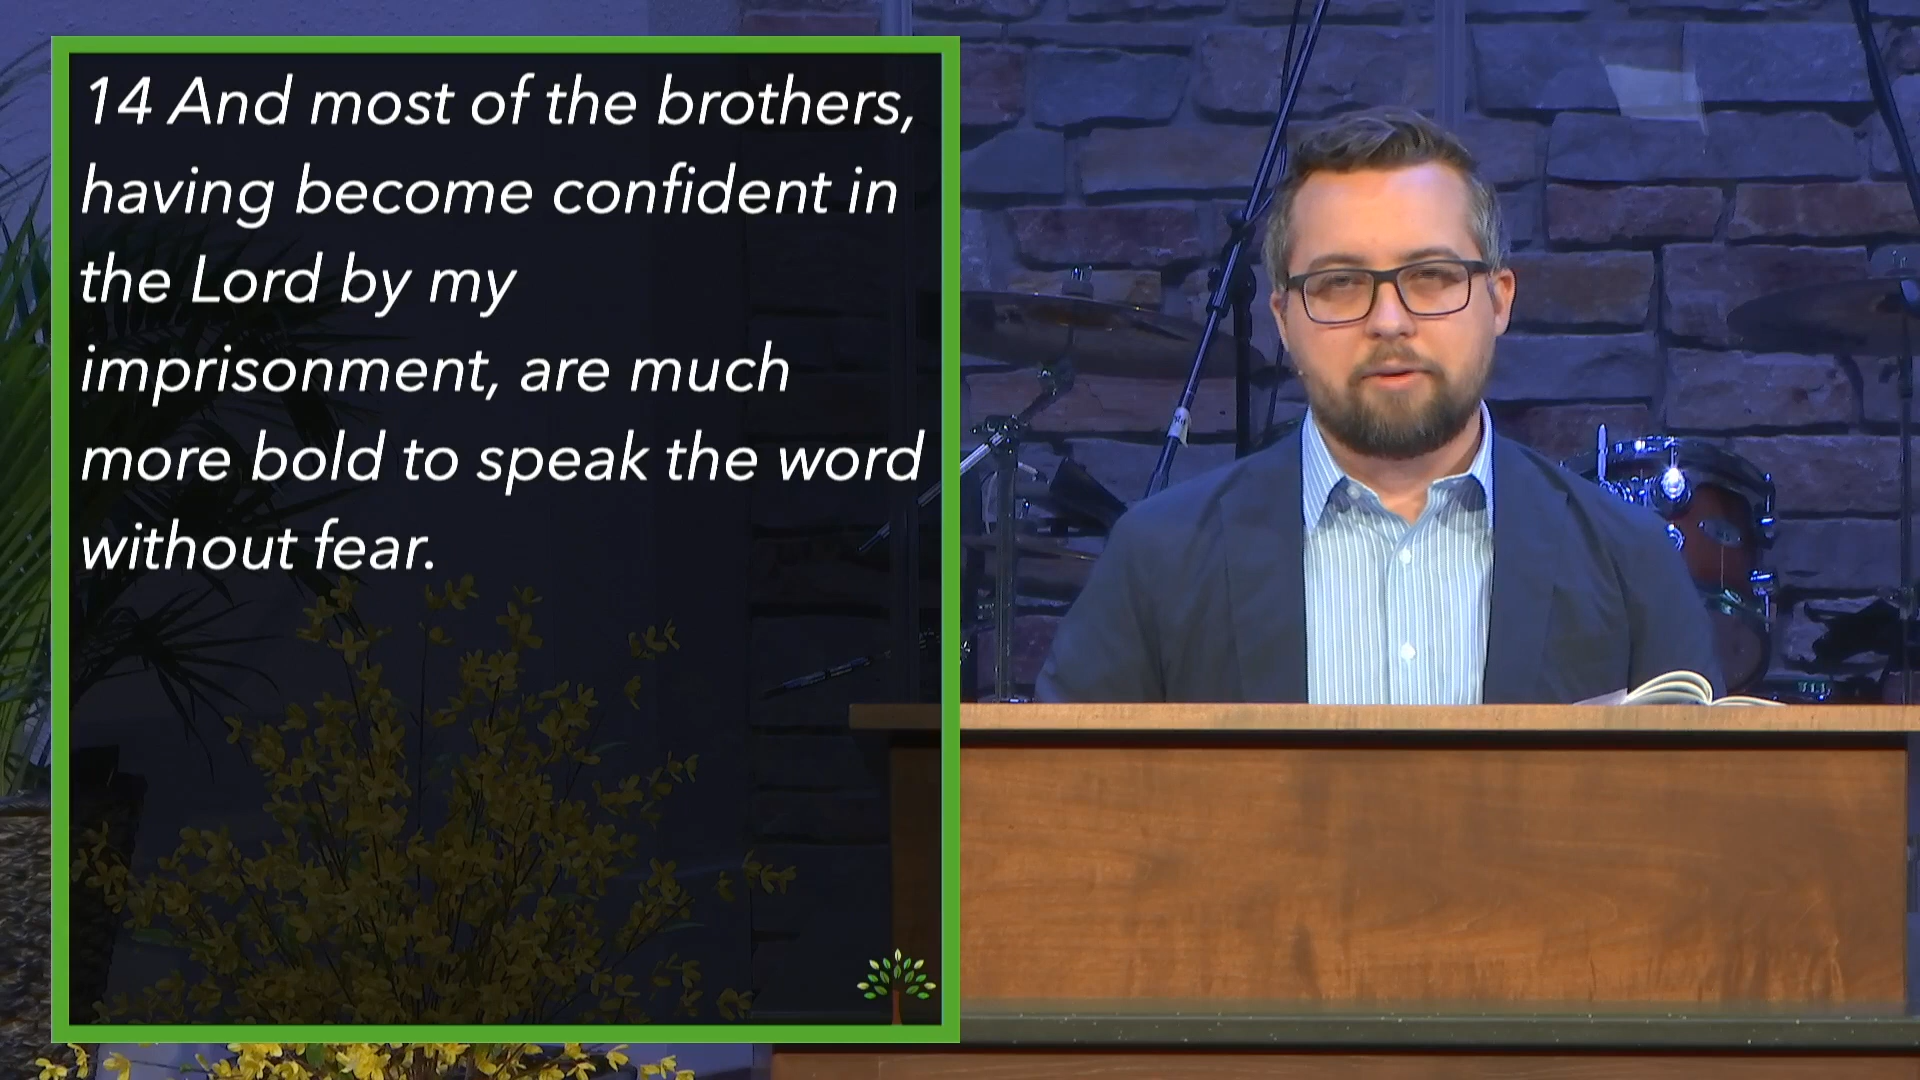 14 And most of the brothers,
having become confident in
the Lord by my
imprisonment, are much
more bold to speak the word
without fear.